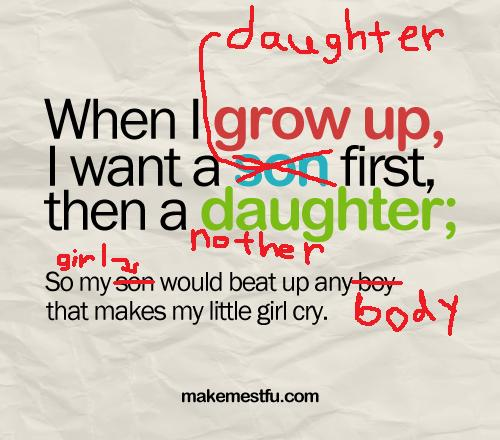 daughter
When I grow up,
I want a son first,
then a daughter;
nother
girls
So my son would beat up any boy
body
that makes my little girl cry.
makemestfu.com